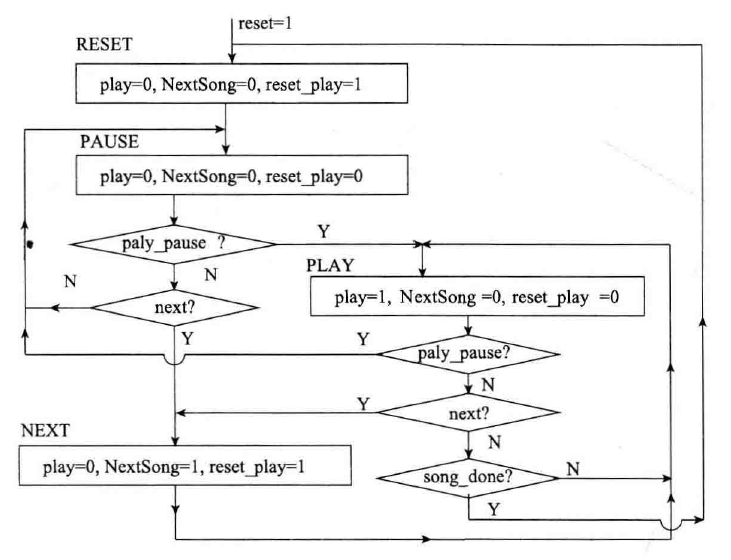 reset=1
RESET
play=0, NextSong=0, reset_play=1
PAUSE
play=0, NextSong=0, reset_play=0
paly_pause ?
Y
N
N
PLAY
play=1, NextSong =0, reset_play =0
next?
Y
Y
paly_pause?
N
Y
next?
N
NEXT
play=0, NextSong=1, reset_play=1
song_done?
N
Y